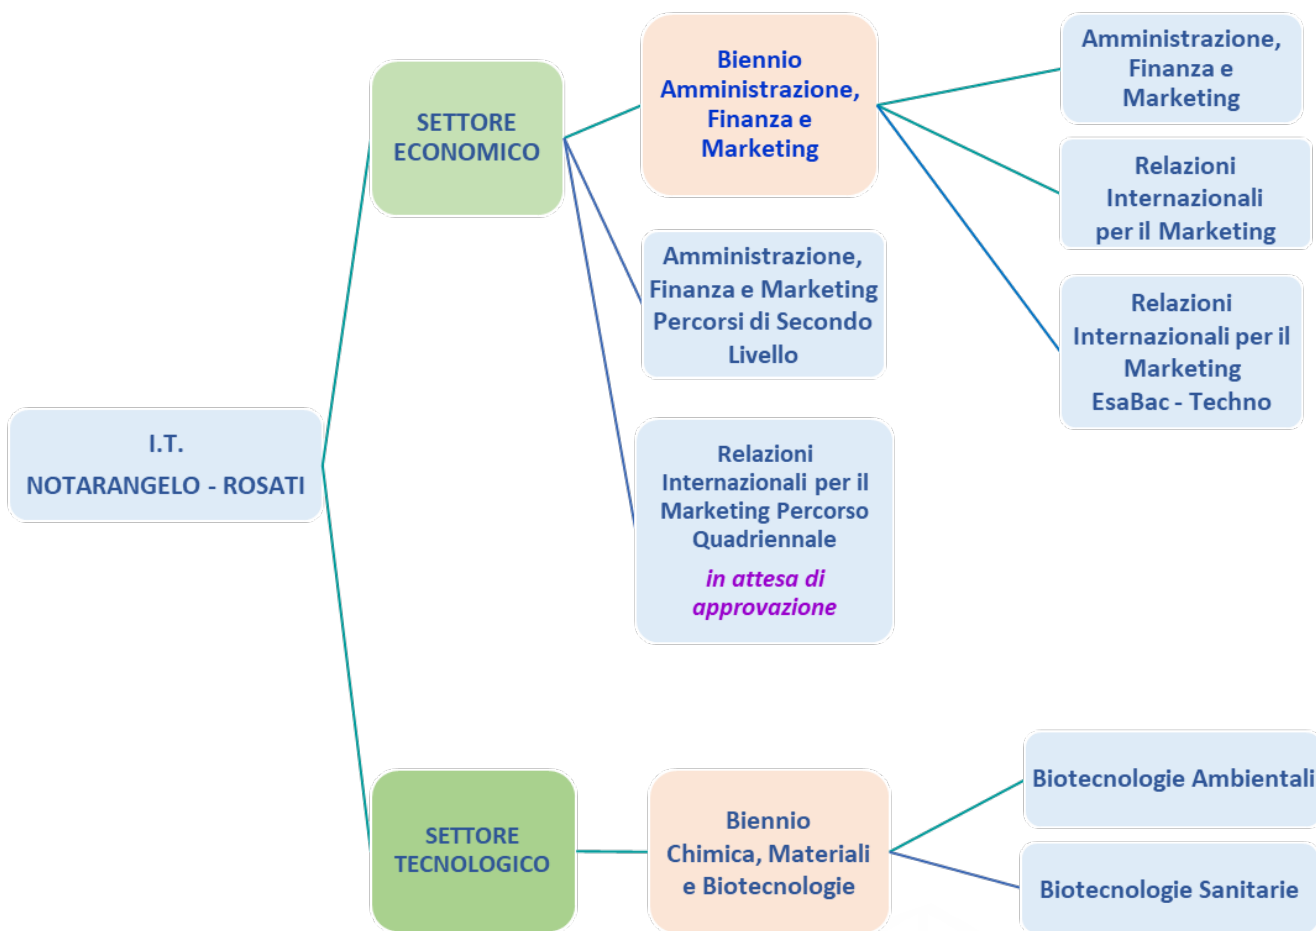 I.T.
NOTARANGELO - ROSATI
SETTORE
ECONOMICO
Biennio
Amministrazione,
Finanza e
Marketing
Amministrazione,
Finanza e
Marketing
Relazioni
Internazionali
per il Marketing
Relazioni
Internazionali per il
Marketing
EsaBac - Techno
Amministrazione,
Finanza e Marketing
Percorsi di Secondo
Livello
Relazioni
Internazionali per il
Marketing Percorso
Quadriennale
in attesa di
approvazione
SETTORE
TECNOLOGICO
Biennio
Chimica, Materiali
e Biotecnologie
Biotecnologie Ambientali
Biotecnologie Sanitarie